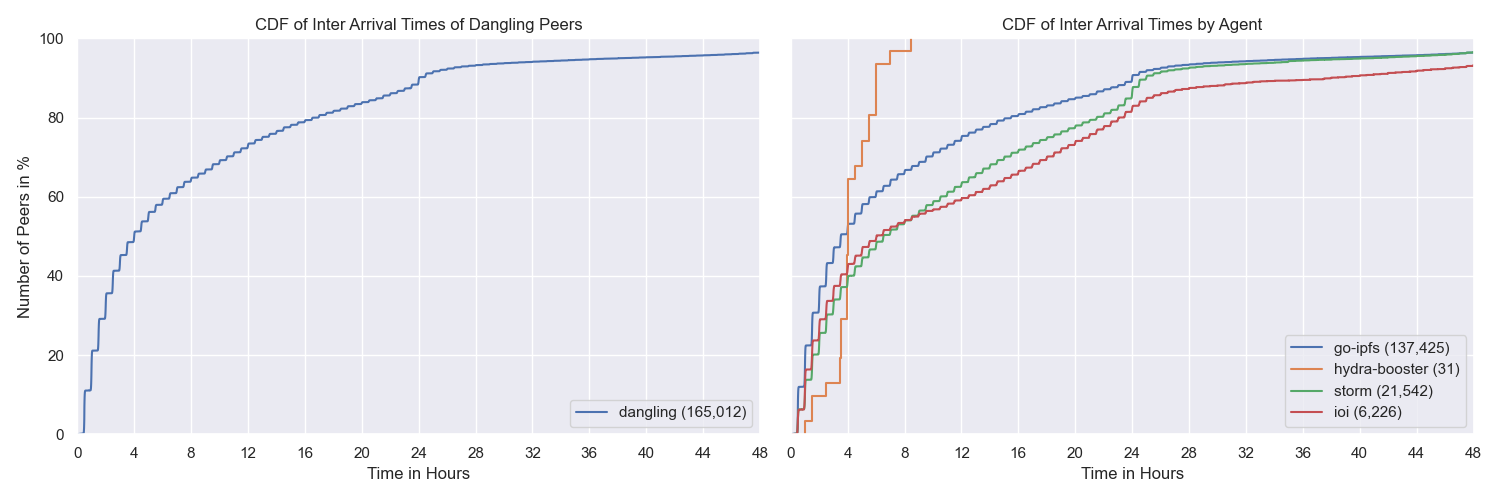 CDF of Inter Arrival Times of Dangling Peers
Number of Peers in %
100
80
60
40
20
0
dangling (165,012)
0 4 8 12 16 20 24 28 32 36 40 44 48
Time in Hours
CDF of Inter Arrival Times by Agent
go-ipfs (137,425)
hydra-booster (31)
storm (21,542)
ioi (6,226)
0 4 8 12 16 20 24 28 32 36 40 44 48
Time in Hours